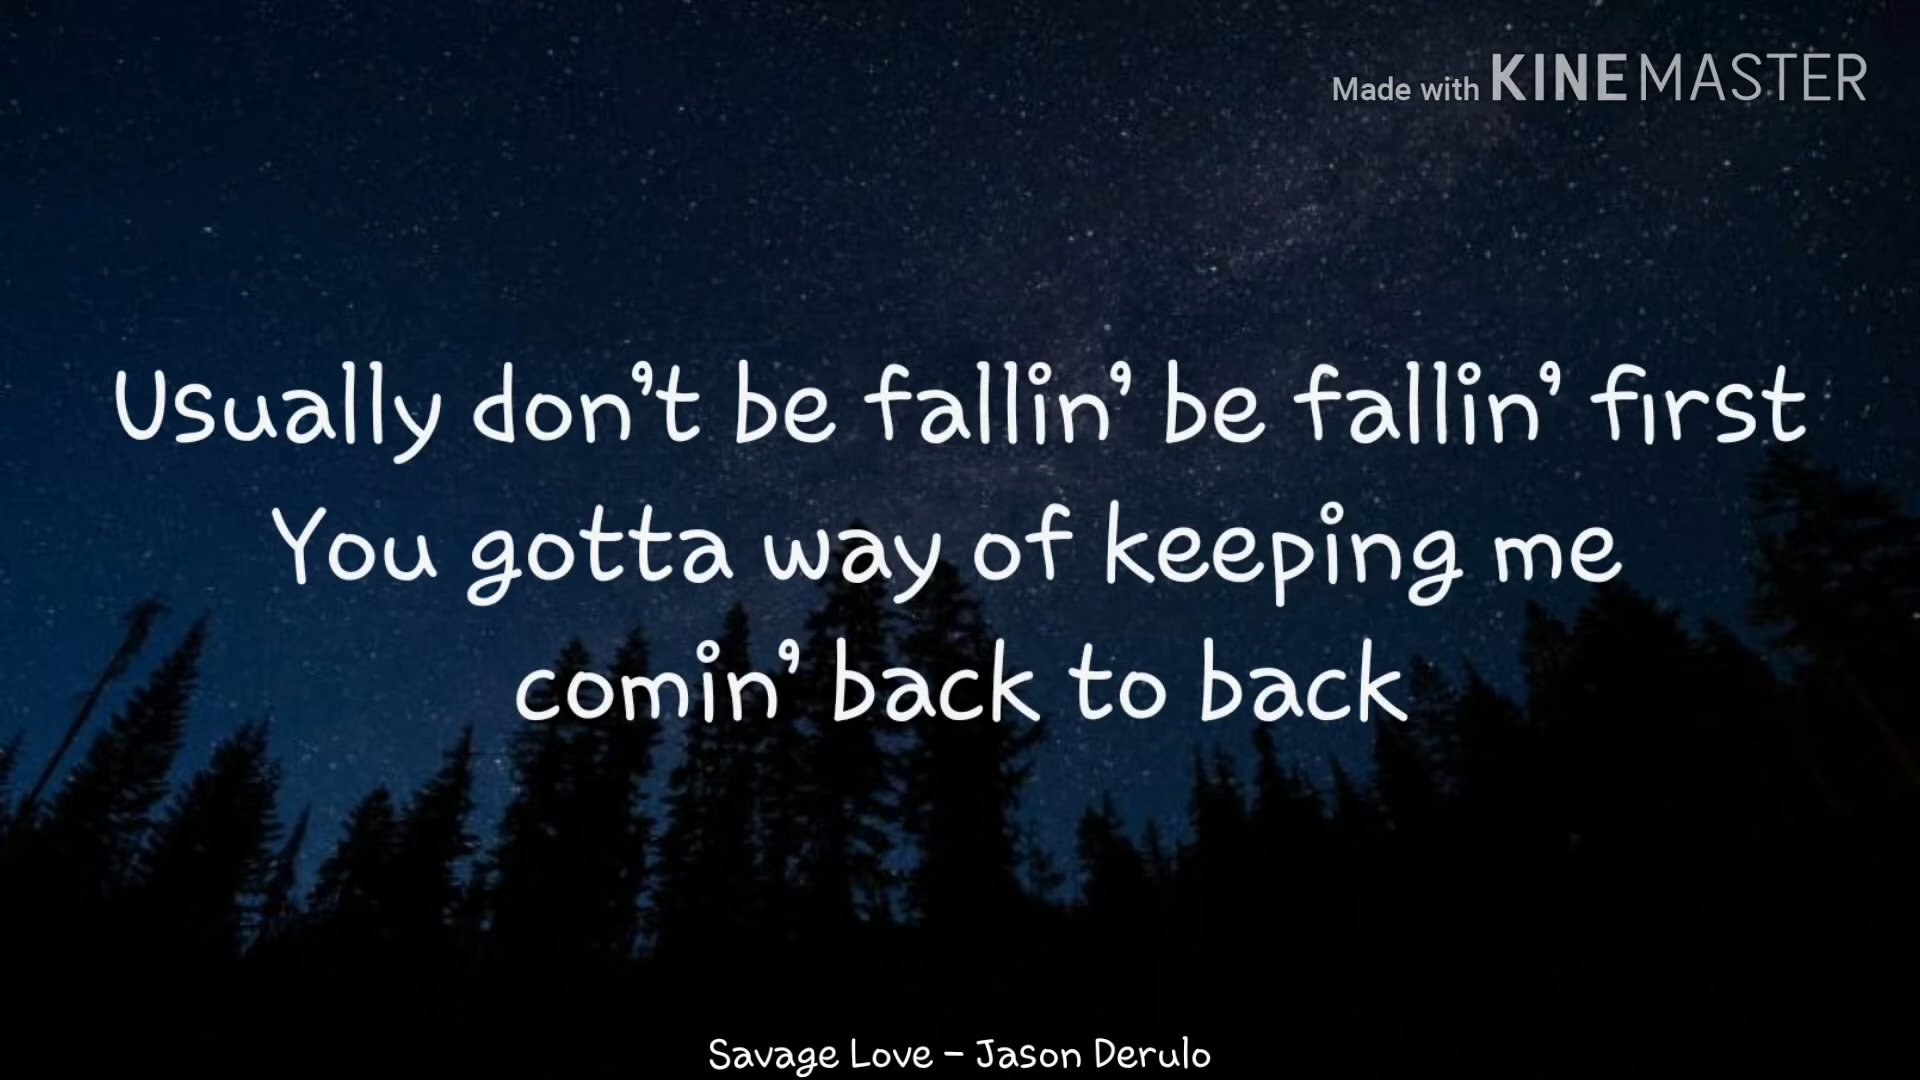 Made with KINEMASTER
Usually don't be fallin' be fallin' first
You gotta way of keeping me
comin' back to back
Savage Love - Jason Derulo